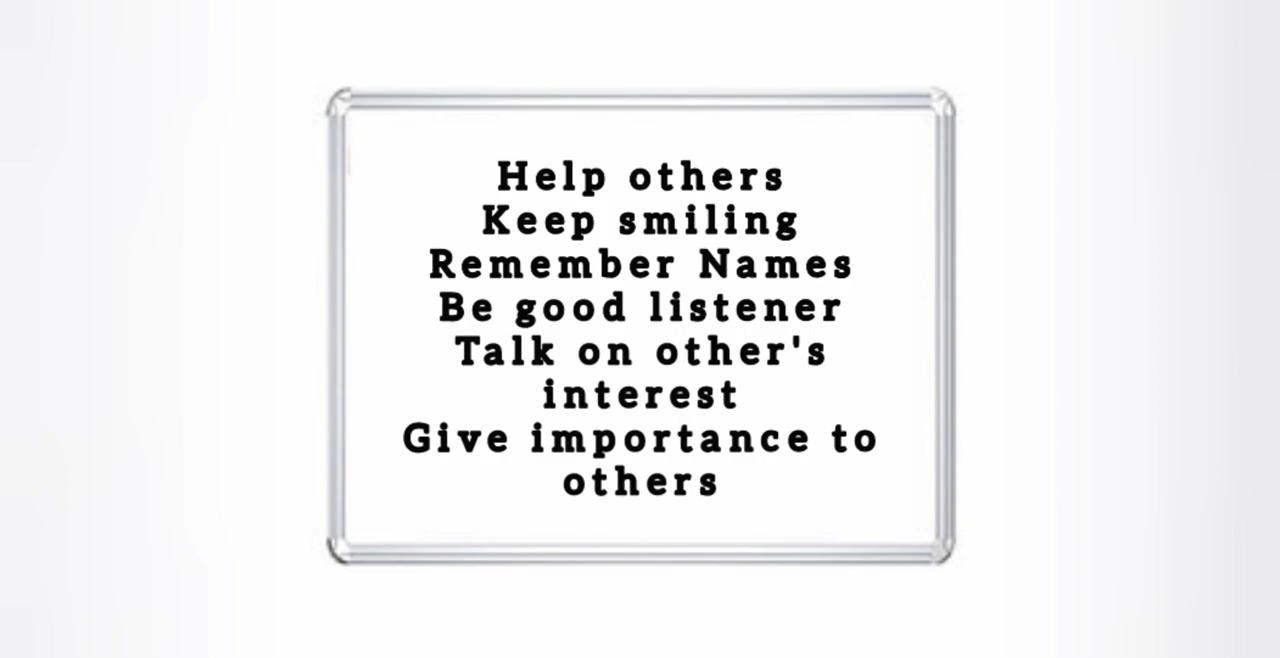 Help others
Keep smiling
Remember Names
Be good listener
Talk on other's
interest
Give importance to
others